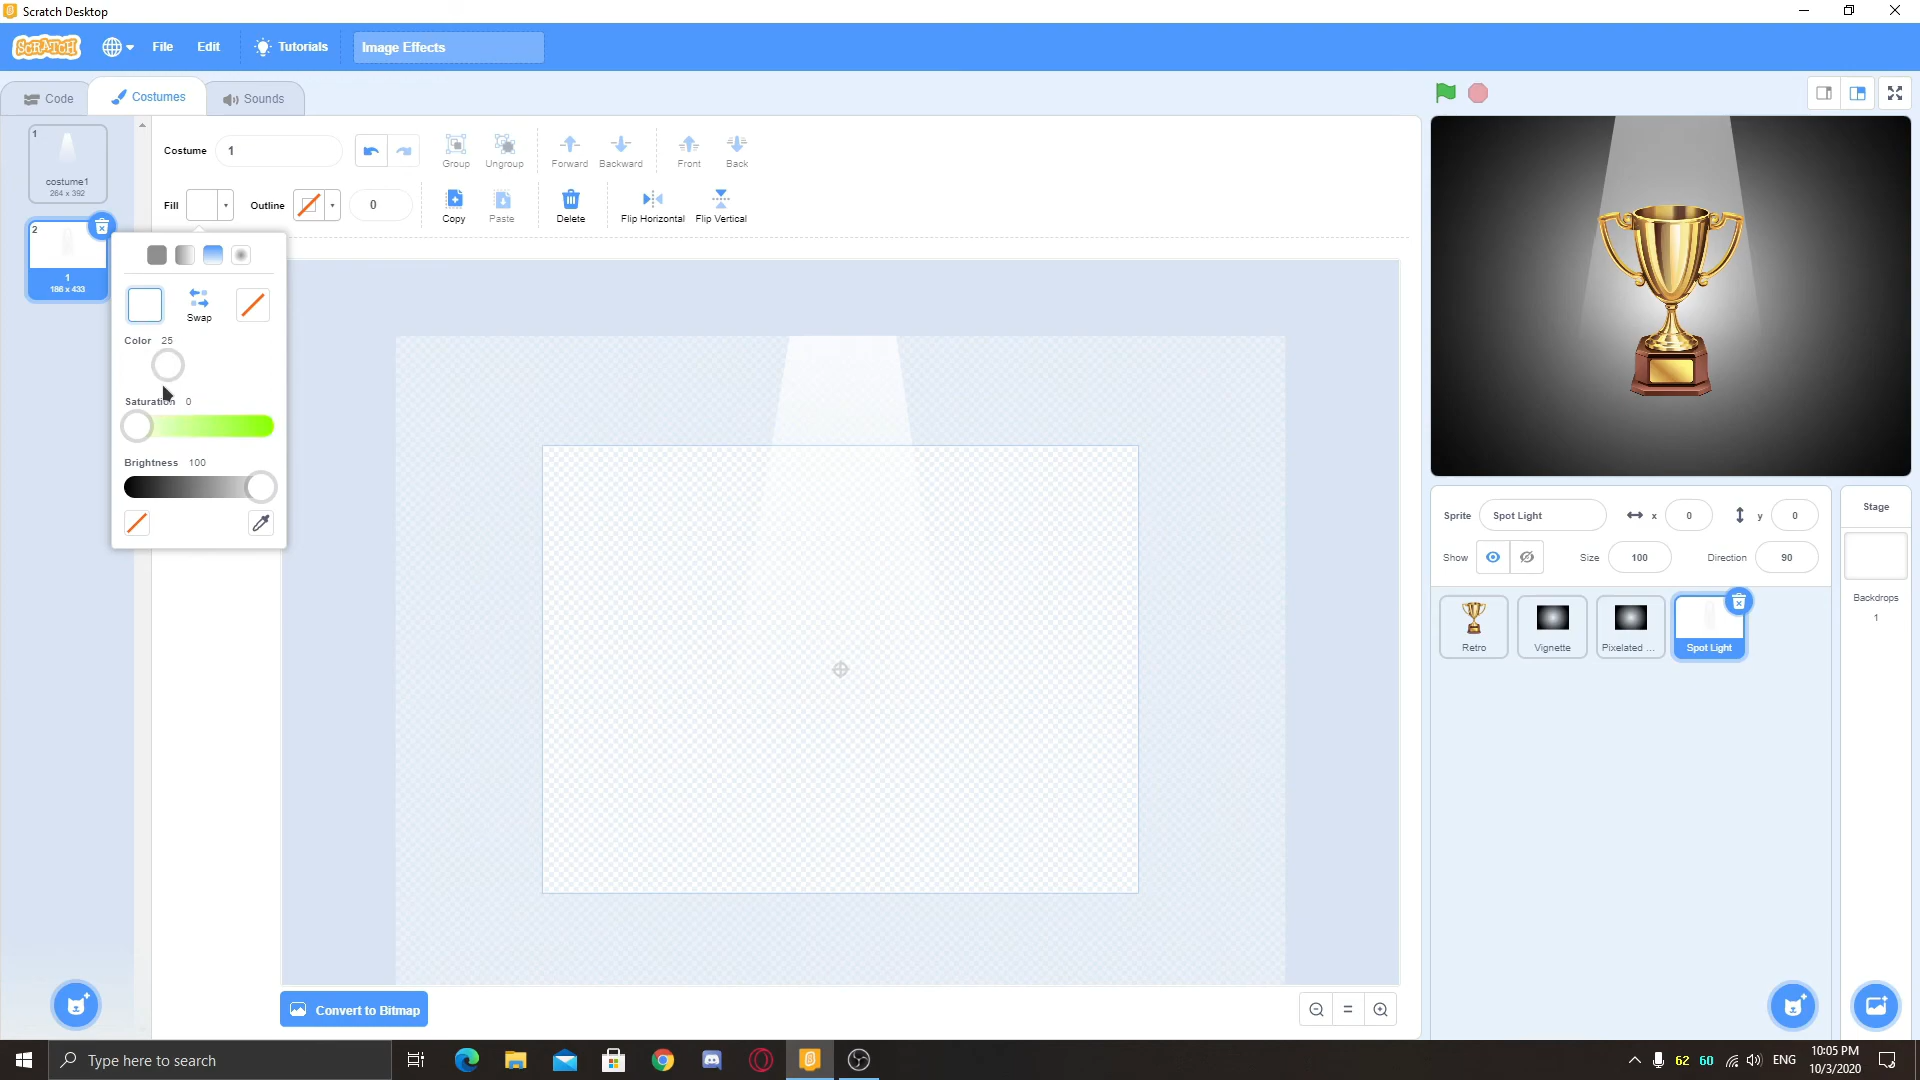 Scratch Desktop
SCRATCH
File
Edit
Tutorials
Image Effects
Code
Costumes
Sounds
1
costume1
264 x 392
2
1
186 x 433
Costume
1
Group
Ungroup
Forward
Backward
Front
Back
Fill
Outline
0
Copy
Paste
Delete
Flip Horizontal
Flip Vertical
Swap
Color 25
Saturation 0
Brightness 100
Convert to Bitmap
Sprite
Spot Light
x
0
y
0
Show
Size
100
Direction
90
Retro
Vignette
Pixelated ...
Spot Light
Stage
Backdrops
1
Type here to search
62
60
ENG
10:05 PM
10/3/2020